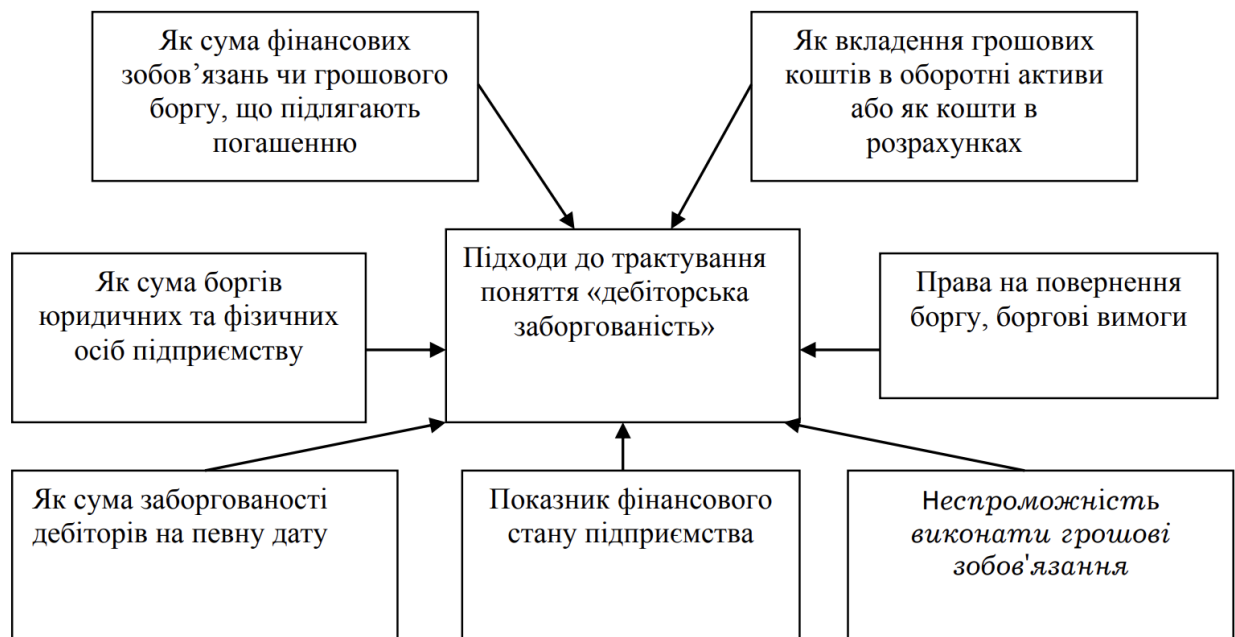 Як сума фінансових
зобов’язань чи грошового
боргу, що підлягають
погашенню
Як вкладення грошових
коштів в оборотні активи
або як кошти в
розрахунках
Як сума боргів
юридичних та фізичних
осіб підприємству
Підходи до трактування
поняття «дебіторська
заборгованість»
Права на повернення
боргу, боргові вимоги
Як сума заборгованості
дебіторів на певну дату
Показник фінансового
стану підприємства
Неспроможність
виконати грошові
зобов'язання